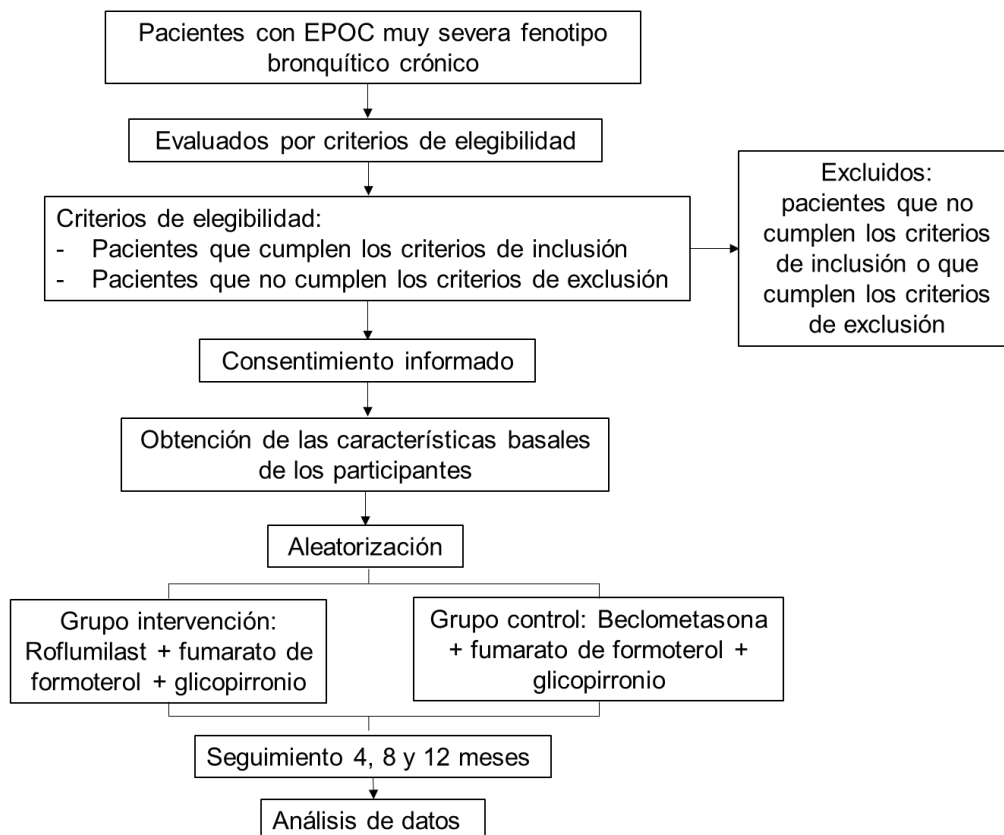 Pacientes con EPOC muy severa fenotipo
bronquítico crónico
Evaluados por criterios de elegibilidad
Criterios de elegibilidad:
- Pacientes que cumplen los criterios de inclusión
- Pacientes que no cumplen los criterios de exclusión
Excluidos:
pacientes que no
cumplen los criterios
de inclusión o que
cumplen los criterios
de exclusión
Consentimiento informado
Obtención de las características basales
de los participantes
Aleatorización
Grupo intervención:
Roflumilast + fumarato de
formoterol + glicopirronio
Grupo control: Beclometasona
+ fumarato de formoterol +
glicopirronio
Seguimiento 4, 8 y 12 meses
Análisis de datos